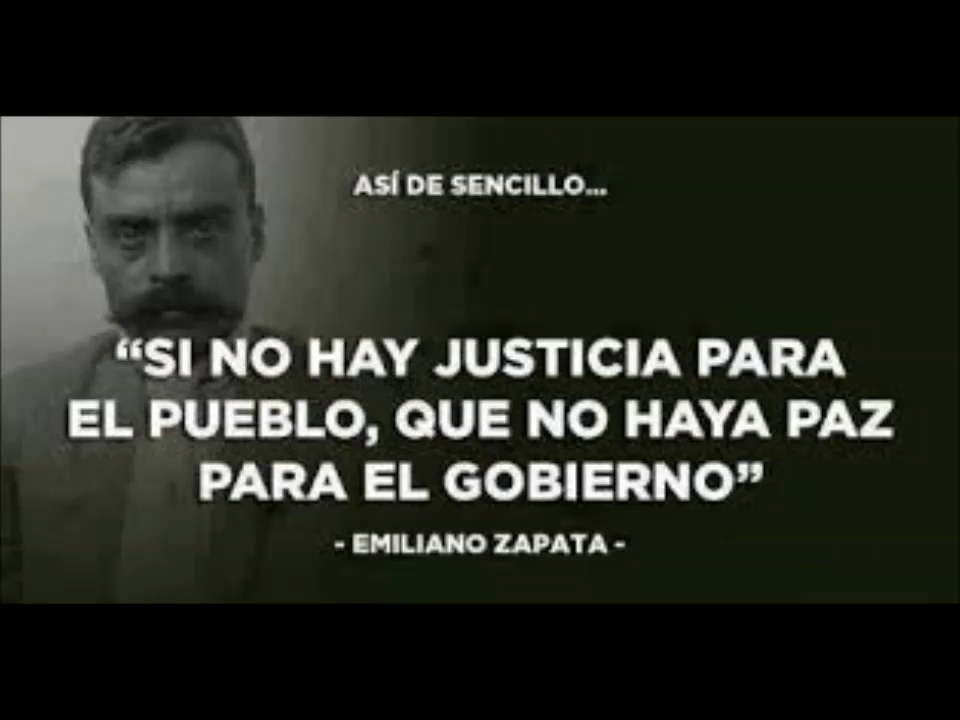 ASÍ DE SENCILLO...
“SI NO HAY JUSTICIA PARA
EL PUEBLO, QUE NO HAYA PAZ
PARA EL GOBIERNO”
- EMILIANO ZAPATA -